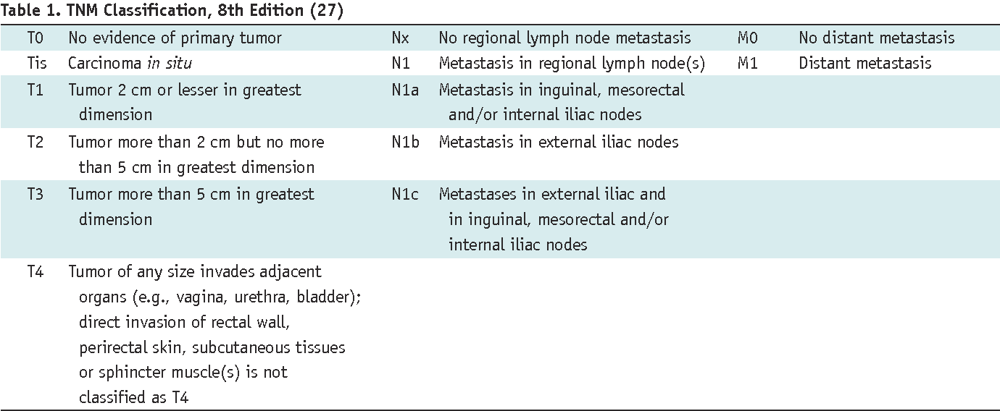 Table 1. TNM Classification, 8th Edition (27)
T0 No evidence of primary tumor Nx No regional lymph node metastasis M0 No distant metastasis
Tis Carcinoma in situ N1 Metastasis in regional lymph node(s) M1 Distant metastasis
T1 Tumor 2 cm or lesser in greatest N1a Metastasis in inguinal, mesorectal
dimension and/or internal iliac nodes
T2 Tumor more than 2 cm but no more N1b Metastasis in external iliac nodes
than 5 cm in greatest dimension
T3 Tumor more than 5 cm in greatest N1c Metastases in external iliac and
dimension in inguinal, mesorectal and/or
internal iliac nodes
T4 Tumor of any size invades adjacent
organs (e.g., vagina, urethra, bladder);
direct invasion of rectal wall,
perirectal skin, subcutaneous tissues
or sphincter muscle(s) is not
classified as T4